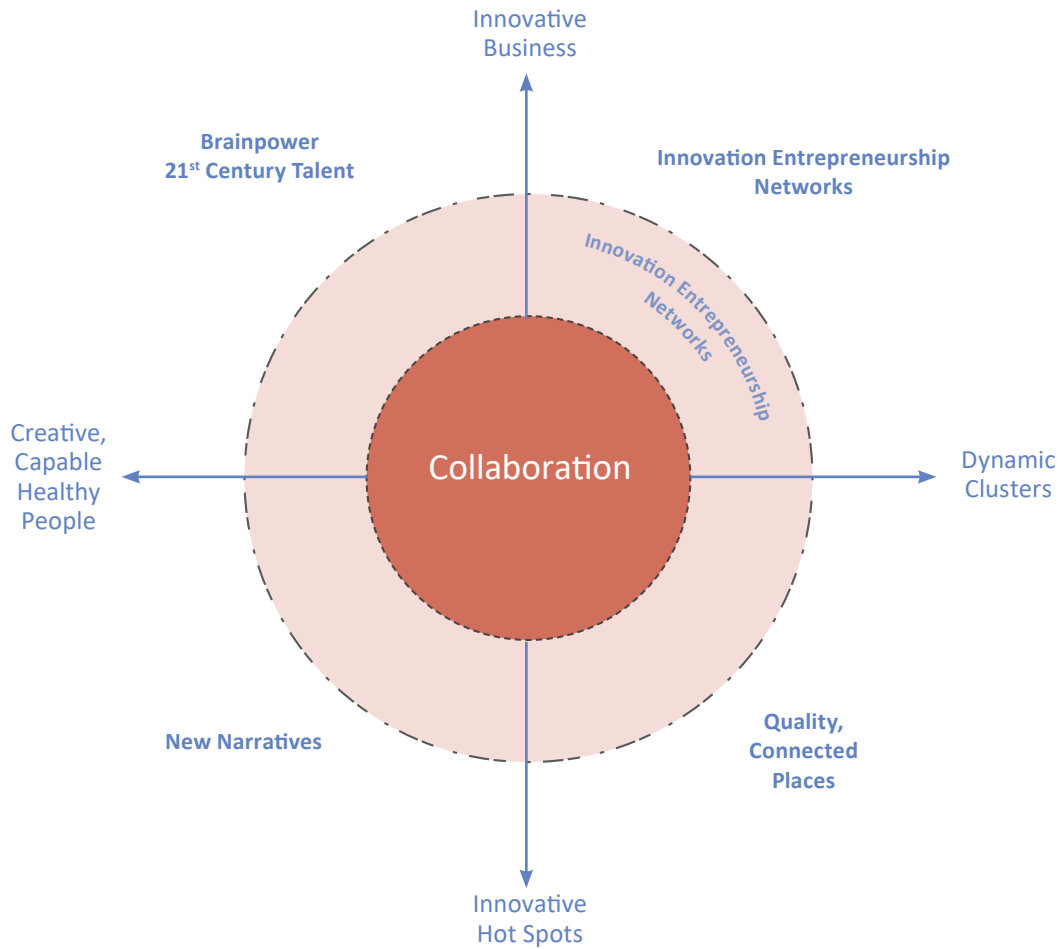 Innovative
Business
Brainpower
21st Century Talent
Innovation Entrepreneurship
Networks
Innovation Entrepreneurship
Networks
Creative,
Capable
Healthy
People
Collaboration
Dynamic
Clusters
New Narratives
Quality,
Connected
Places
Innovative
Hot Spots